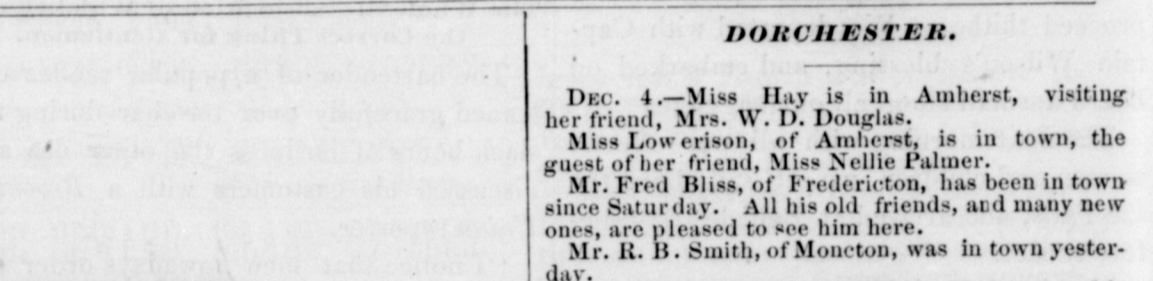 DORCHESTER.
DEC. 4.—Miss Hay is in Amherst, visiting
her friend, Mrs. W. D. Douglas.
Miss Low erison, of Amherst, is in town, the
guest of her friend, Miss Nellie Palmer.
Mr. Fred Bliss, of Fredericton, has been in town
since Saturday. All his old friends, and many new
ones, are pleased to see him here.
Mr. R. B. Smith, of Moncton, was in town yester-
day.